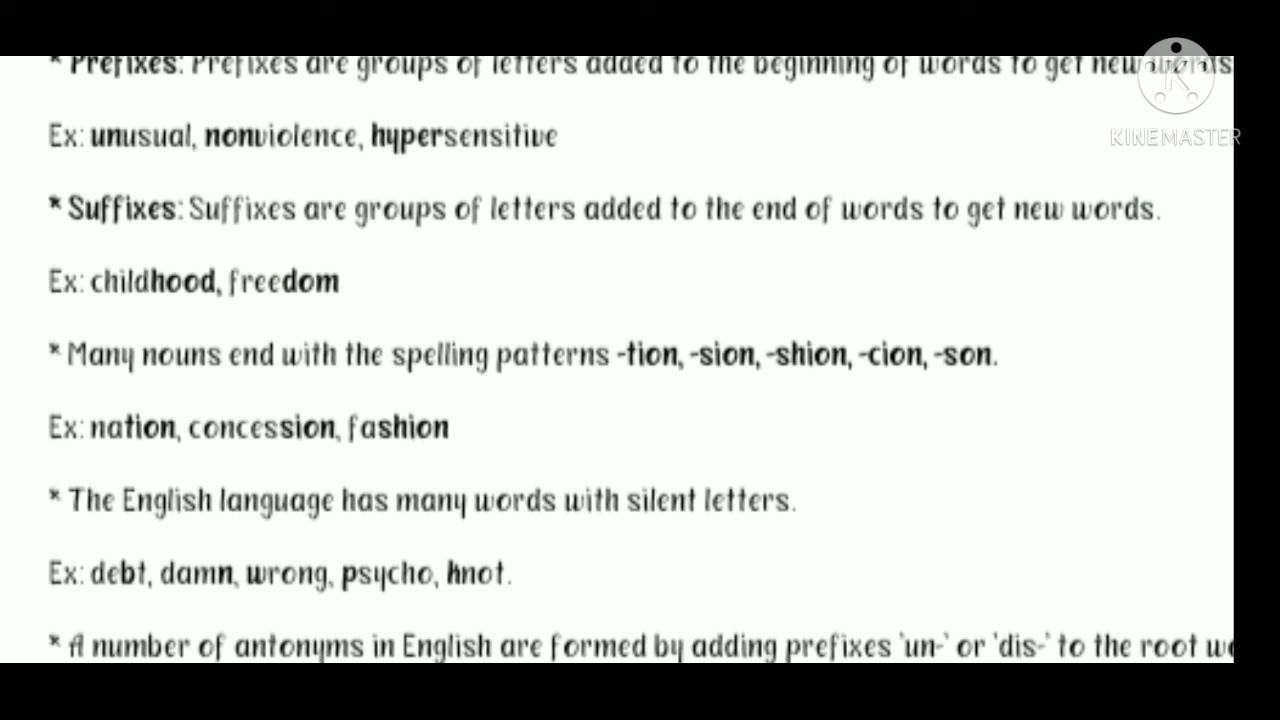 * Prefixes: Prefixes are groups of letters added to the beginning of words to get new words
KINEMASTER
Ex: unusual, nonviolence, hypersensitive
* Suffixes: Suffixes are groups of letters added to the end of words to get new words.
Ex: childhood, freedom
* Many nouns end with the spelling patterns -tion, -sion, -shion, -cion, -son.
Ex: nation, concession, fashion
* The English language has many words with silent letters.
Ex: debt, damn, wrong, psycho, hnot.
* A number of antonyms in English are formed by adding prefixes 'un-' or 'dis-' to the root